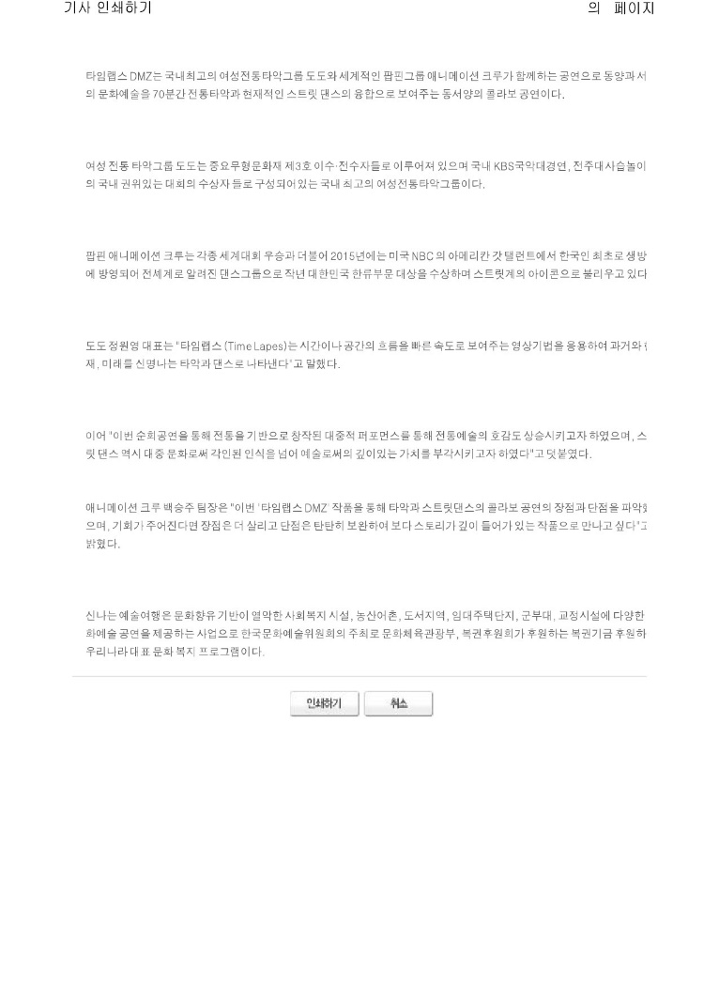 기사 인쇄하기
의 페이지
타임랩스 DMZ는 국내최고의 여성전통타악그룹 도도와 세계적인 팝핀그룹 애니메이션 크루가 함께하는 공연으로 동양과 서
의 문화예술을 70분간 전통타악과 현재적인 스트릿 댄스의 융합으로 보여주는 동서양의 콜라보 공연이다.
여성 전통 타악그룹 도도는 중요무형문화재 제3호 이수·전수자들로 이루어져 있으며 국내 KBS국악대경연, 전주대사습놀이
의 국내 권위있는 대회의 수상자 들로 구성되어있는 국내 최고의 여성전통타악그룹이다.
팝핀 애니메이션 크루는 각종 세계대회 우승과 더불어 2015년에는 미국 NBC 의 아메리칸 갓 탤런트에서 한국인 최초로 생방
에 방영되어 전세계로 알려진 댄스그룹으로 작년 대한민국 한류부문 대상을 수상하며 스트릿계의 아이콘으로 불리우고 있다
도도 정원영 대표는 "타임랩스 (Time Lapes)는 시간이나 공간의 흐름을 빠른 속도로 보여주는 영상기법을 응용하여 과거와
재, 미래를 신명나는 타악과 댄스로 나타낸다"고 말했다.
이어 "이번 순회공연을 통해 전통을 기반으로 창작된 대중적 퍼포먼스를 통해 전통예술의 호감도 상승시키고자 하였으며, 스
릿 댄스 역시 대중 문화로써 각인된 인식을 넘어 예술로써의 깊이있는 가치를 부각시키고자 하였다"고 덧붙였다.
애니메이션 크루 백승주 팀장은 "이번 '타임랩스 DMZ' 작품을 통해 타악과 스트릿댄스의 콜라보 공연의 장점과 단점을 파악
으며, 기회가 주어진다면 장점은 더 살리고 단점은 탄탄히 보완하여 보다 스토리가 깊이 들어가 있는 작품으로 만나고 싶다"고
밝혔다.
신나는 예술여행은 문화향유 기반이 열악한 사회복지 시설, 농산어촌, 도서지역, 임대주택단지, 군부대, 교정시설에 다양한
화예술 공연을 제공하는 사업으로 한국문화예술위원회의 주최로 문화체육관광부, 복권후원회가 후원하는 복권기금 후원하
우리나라 대표 문화 복지 프로그램이다.
인쇄하기
취소